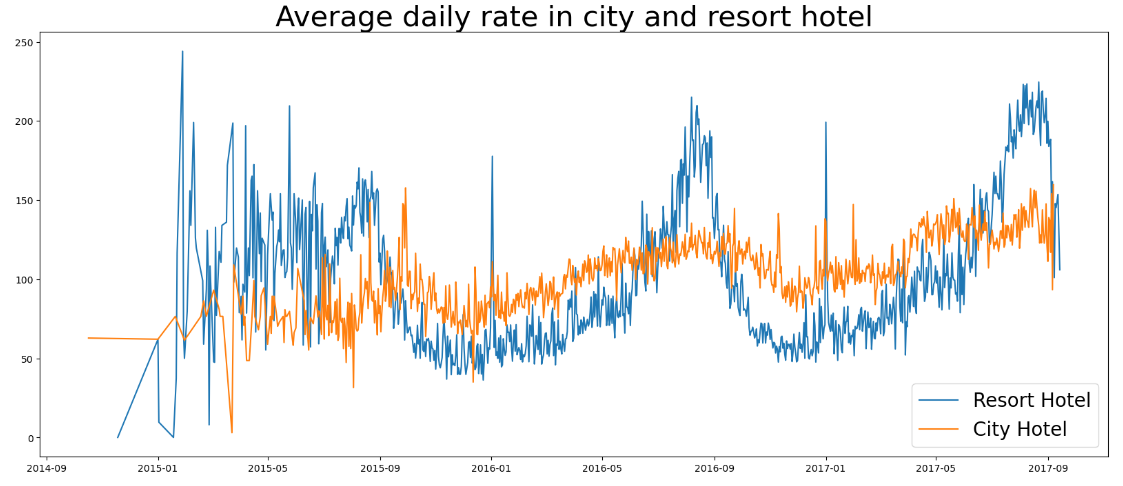 Average daily rate in city and resort hotel
250
200
150
100
50
0
2014-09 2015-01 2015-05 2015-09 2016-01 2016-05 2016-09 2017-01 2017-05 2017-09
Resort Hotel
City Hotel